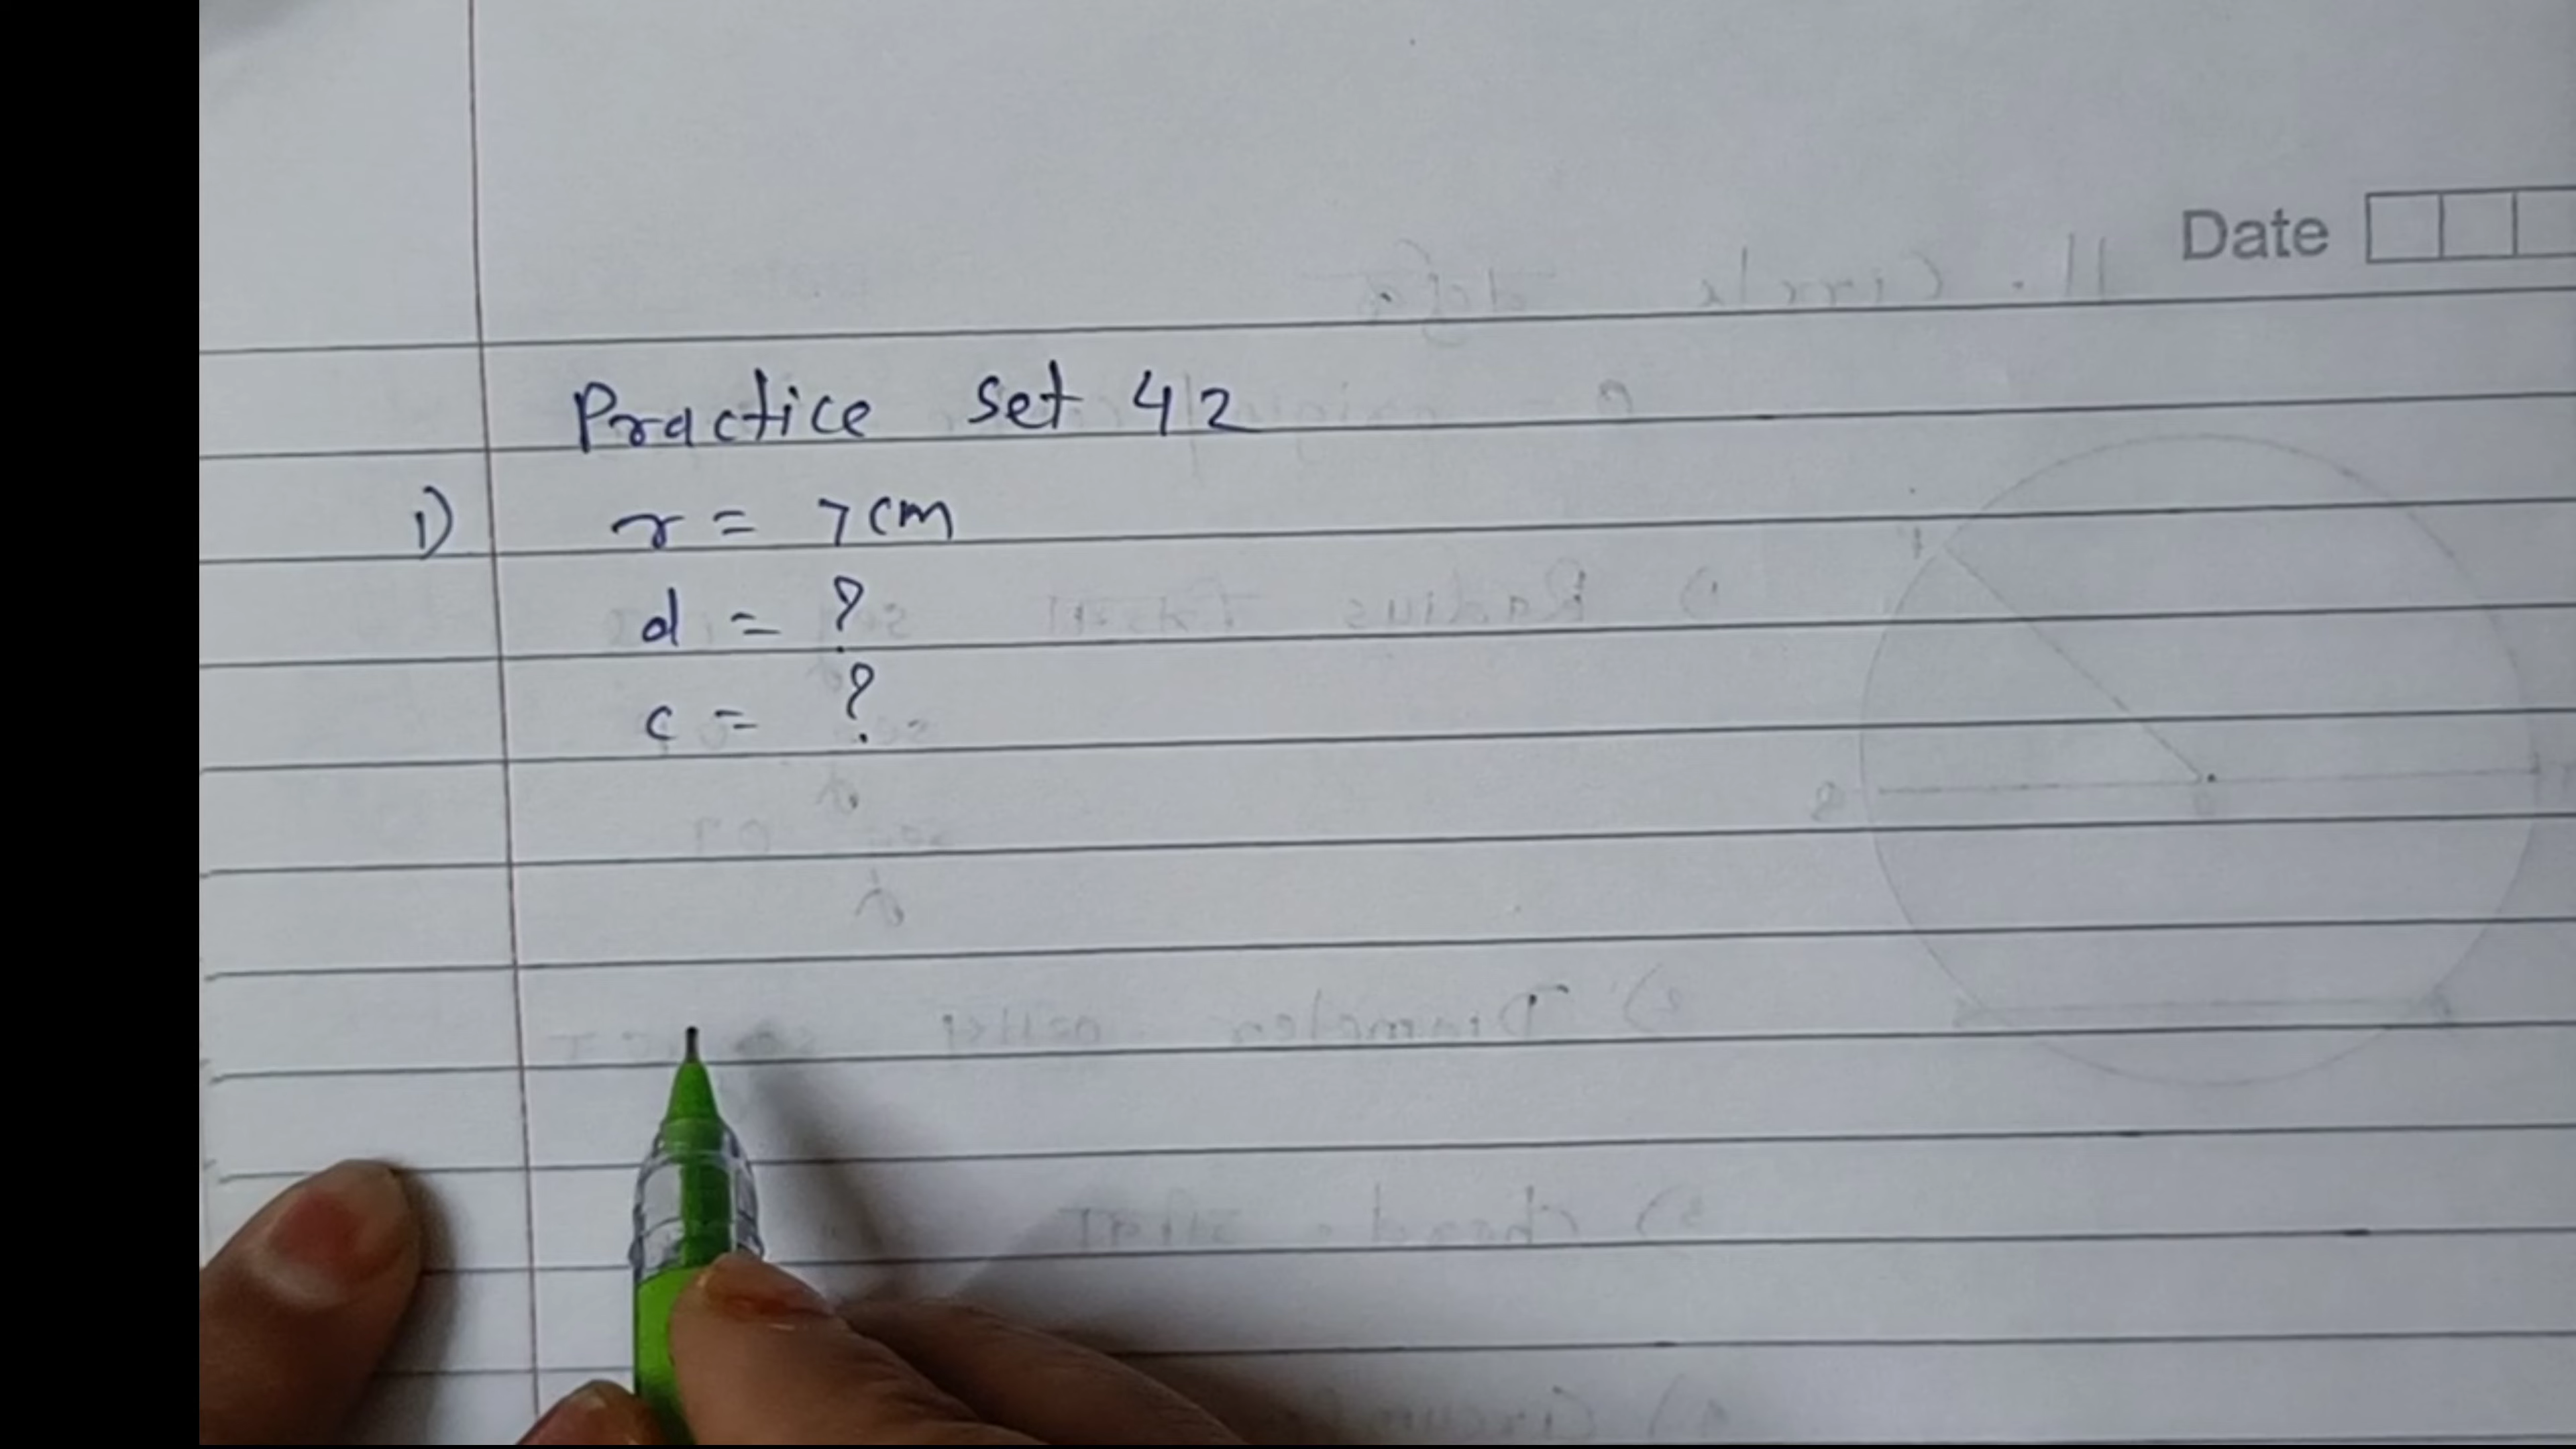 Date
Practice set 42
1) r = 7cm
d = ?
c = ?